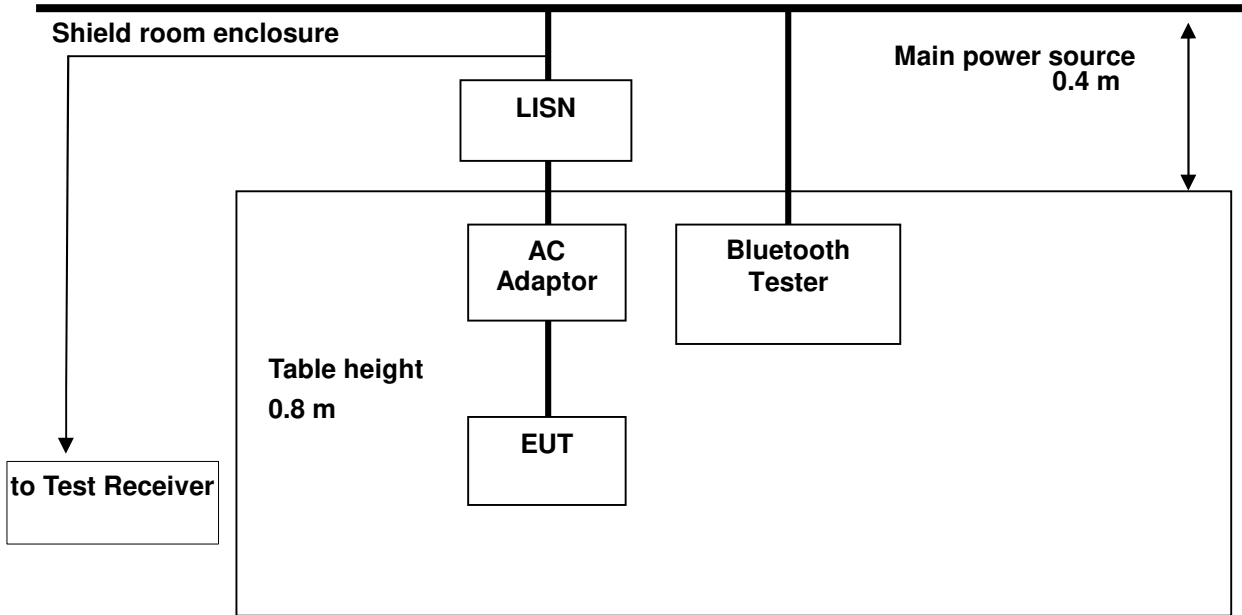 Shield room enclosure
Main power source
0.4 m
LISN
AC
Adaptor
Bluetooth
Tester
Table height
0.8 m
EUT
to Test Receiver